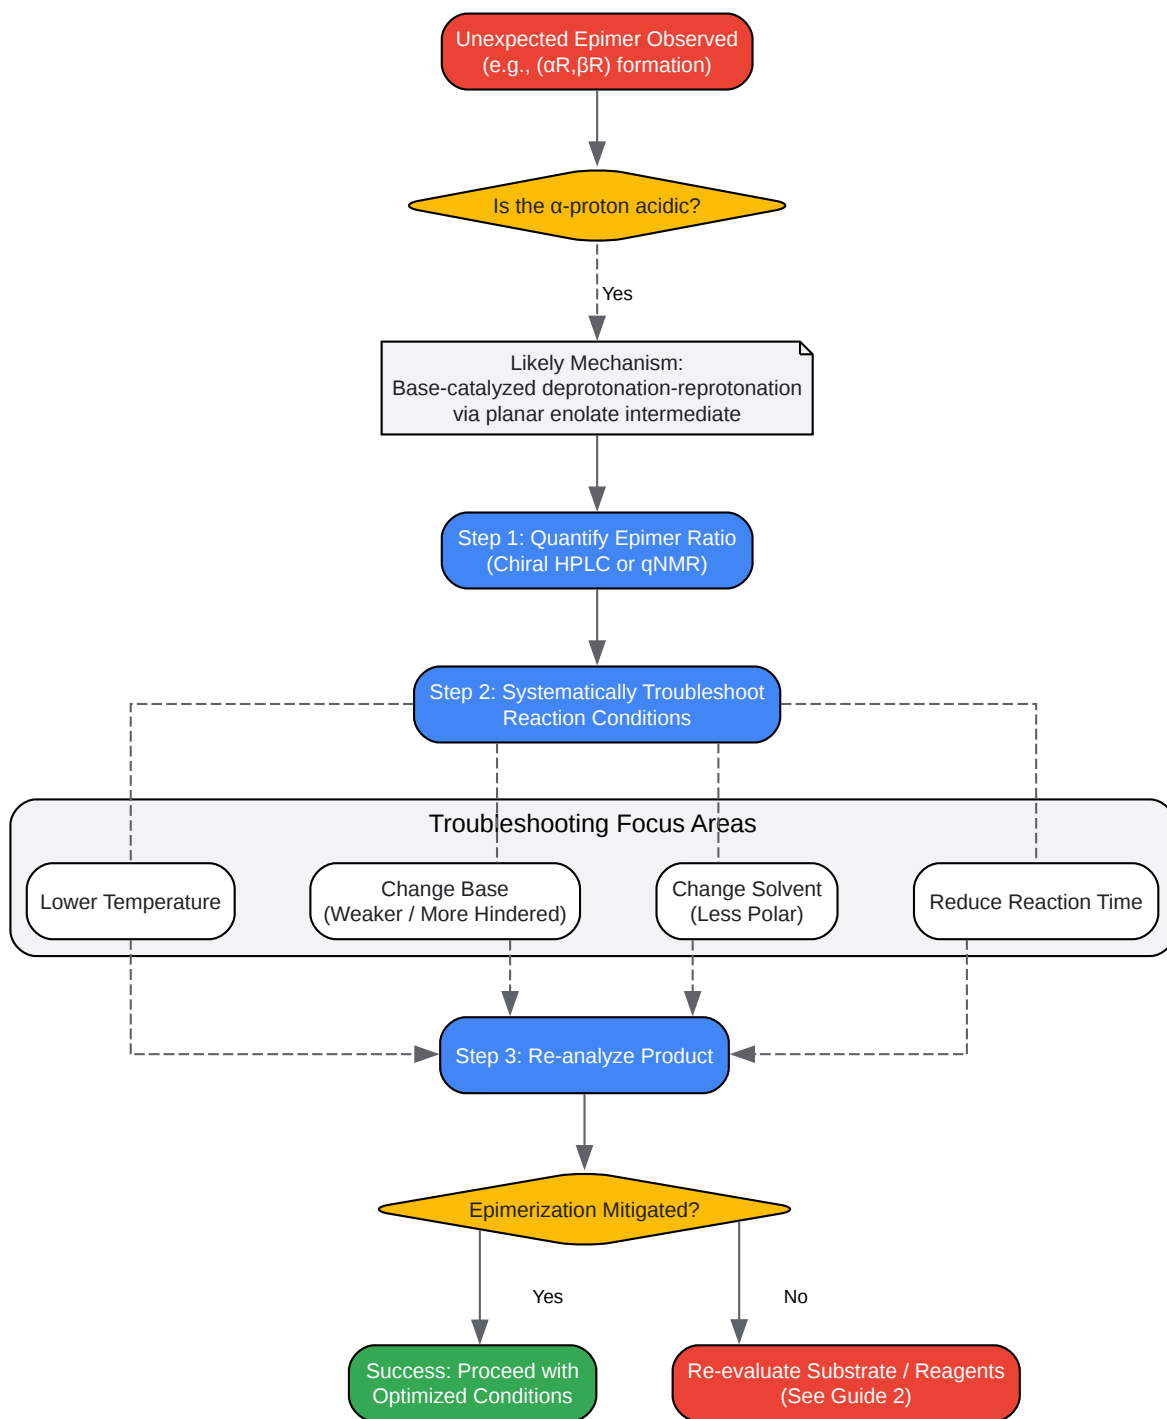 Unexpected Epimer Observed
(e.g., (αR,βR) formation)
Is the α-proton acidic?
Yes
Likely Mechanism:
Base-catalyzed deprotonation-reprotonation
via planar enolate intermediate
Step 1: Quantify Epimer Ratio
(Chiral HPLC or qNMR)
Step 2: Systematically Troubleshoot
Reaction Conditions
Troubleshooting Focus Areas
Lower Temperature
Change Base
(Weaker / More Hindered)
Change Solvent
(Less Polar)
Reduce Reaction Time
Step 3: Re-analyze Product
Epimerization Mitigated?
Yes
No
Success: Proceed with
Optimized Conditions
Re-evaluate Substrate / Reagents
(See Guide 2)